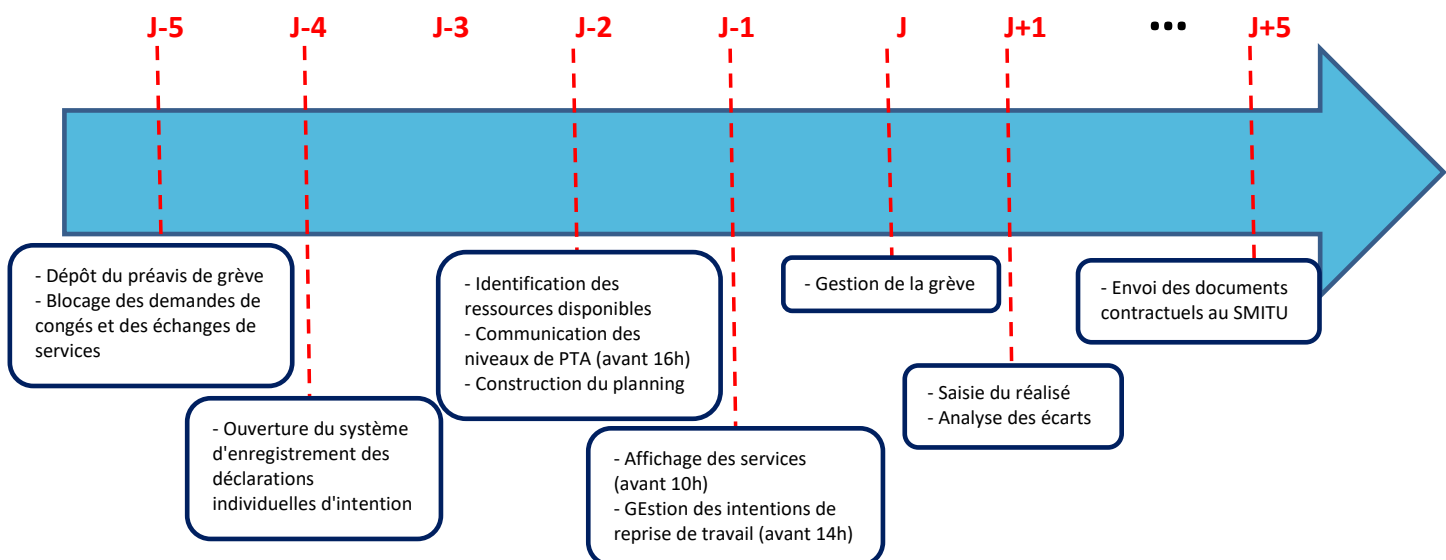 J-5
J-4
J-3
J-2
J-1
J
J+1
...
J+5
- Dépôt du préavis de grève
- Blocage des demandes de
congés et des échanges de
services
- Ouverture du système
d'enregistrement des
déclarations
individuelles d'intention
- Identification des
ressources disponibles
- Communication des
niveaux de PTA (avant 16h)
- Construction du planning
- Affichage des services
(avant 10h)
- GEstion des intentions de
reprise de travail (avant 14h)
- Gestion de la grève
- Saisie du réalisé
- Analyse des écarts
- Envoi des documents
contractuels au SMITU